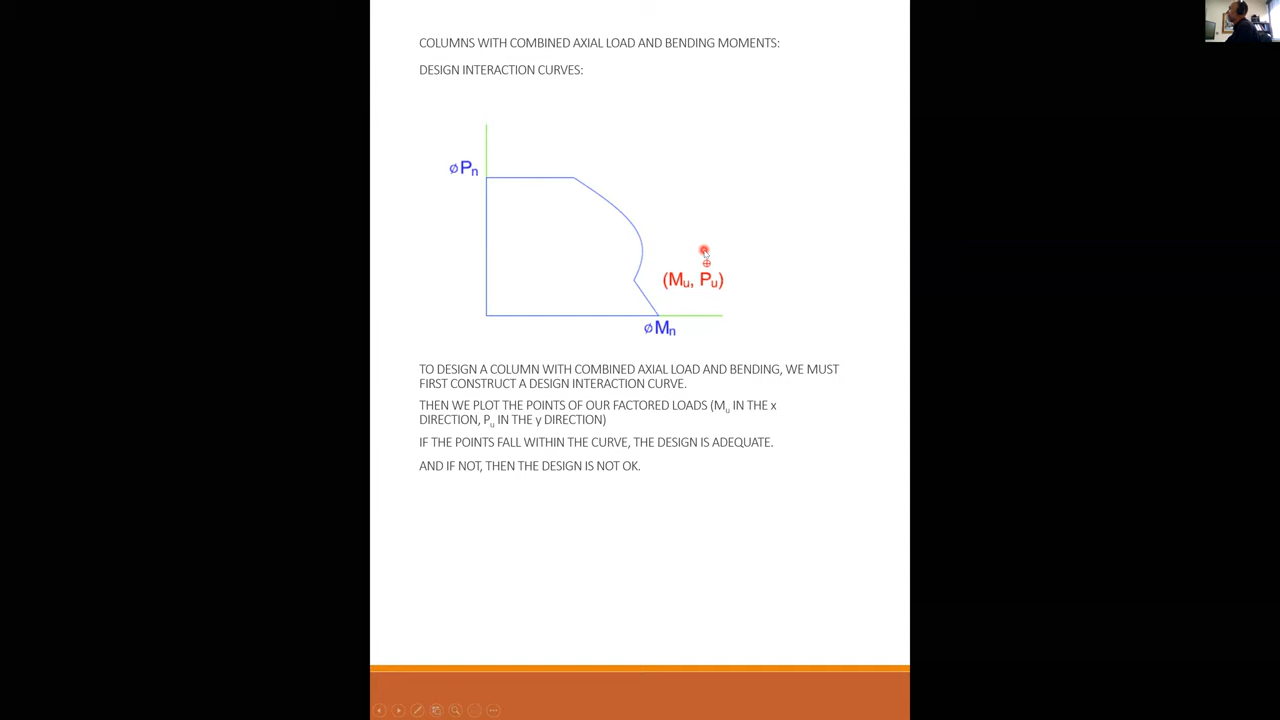 COLUMNS WITH COMBINED AXIAL LOAD AND BENDING MOMENTS:
DESIGN INTERACTION CURVES:
øPn
(Mu, Pu)
øMn
TO DESIGN A COLUMN WITH COMBINED AXIAL LOAD AND BENDING, WE MUST
FIRST CONSTRUCT A DESIGN INTERACTION CURVE.
THEN WE PLOT THE POINTS OF OUR FACTORED LOADS (Mu IN THE x
DIRECTION, Pu IN THE y DIRECTION)
IF THE POINTS FALL WITHIN THE CURVE, THE DESIGN IS ADEQUATE.
AND IF NOT, THEN THE DESIGN IS NOT OK.